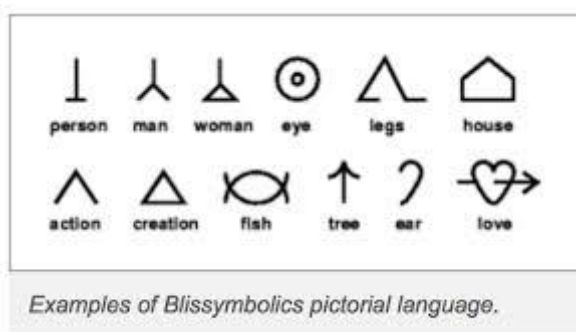 person man woman eye legs house
action creation fish tree ear love
Examples of Blissymbolics pictorial language.